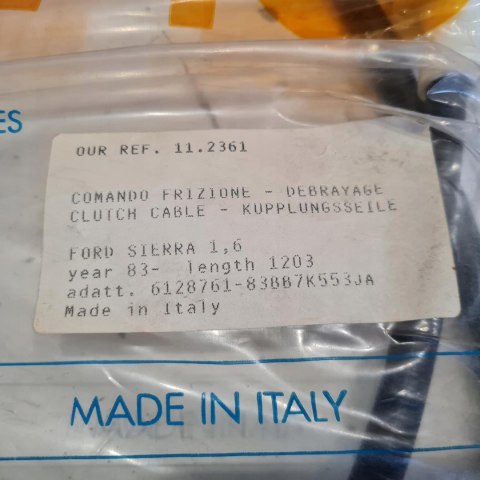 ES
OUR REF. 11.2361
COMANDO FRIZIONE - DEBRAYAGE
CLUTCH CABLE - KUPPLUNGSSEILE
FORD SIERRA 1,6
year 83- length 1203
adatt. 6128761-83BB7K553JA
Made in Italy
MADE IN ITALY